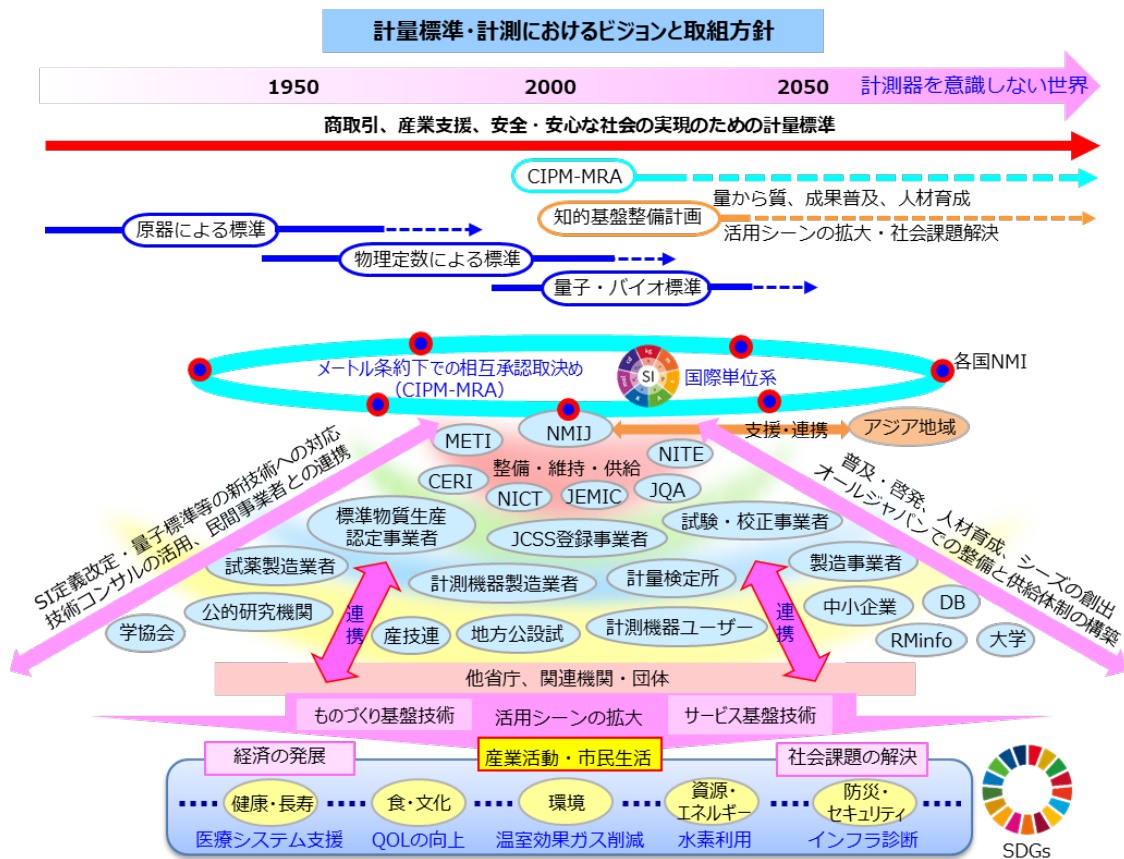 計量標準・計測におけるビジョンと取組方針
1950
2000
2050
計測器を意識しない世界
商取引、産業支援、安全・安心な社会の実現のための計量標準
CIPM-MRA
量から質、成果普及、人材育成
知的基盤整備計画
活用シーンの拡大・社会課題解決
原器による標準
物理定数による標準
量子・バイオ標準
メートル条約下での相互承認取決め
（CIPM-MRA）
SI
国際単位系
各国NMI
NMIJ
支援・連携
アジア地域
METI
NITE
整備・維持・供給
CERI
NICT
JEMIC
JQA
SI定義改定・量子標準等の新技術への対応
技術コンサルの活用、民間事業者との連携
普及・啓発、人材育成、シーズの創出
オールジャパンでの整備と供給体制の構築
標準物質生産
認定事業者
JCSS登録事業者
試験・校正事業者
試薬製造業者
計測機器製造業者
計量検定所
製造事業者
公的研究機関
連携
連携
中小企業
DB
学協会
産技連
地方公設試
計測機器ユーザー
RMinfo
大学
他省庁、関連機関・団体
ものづくり基盤技術
活用シーンの拡大
サービス基盤技術
経済の発展
産業活動・市民生活
社会課題の解決
健康・長寿
食・文化
環境
資源・
エネルギー
防災・
セキュリティ
医療システム支援
QOLの向上
温室効果ガス削減
水素利用
インフラ診断
SDGs